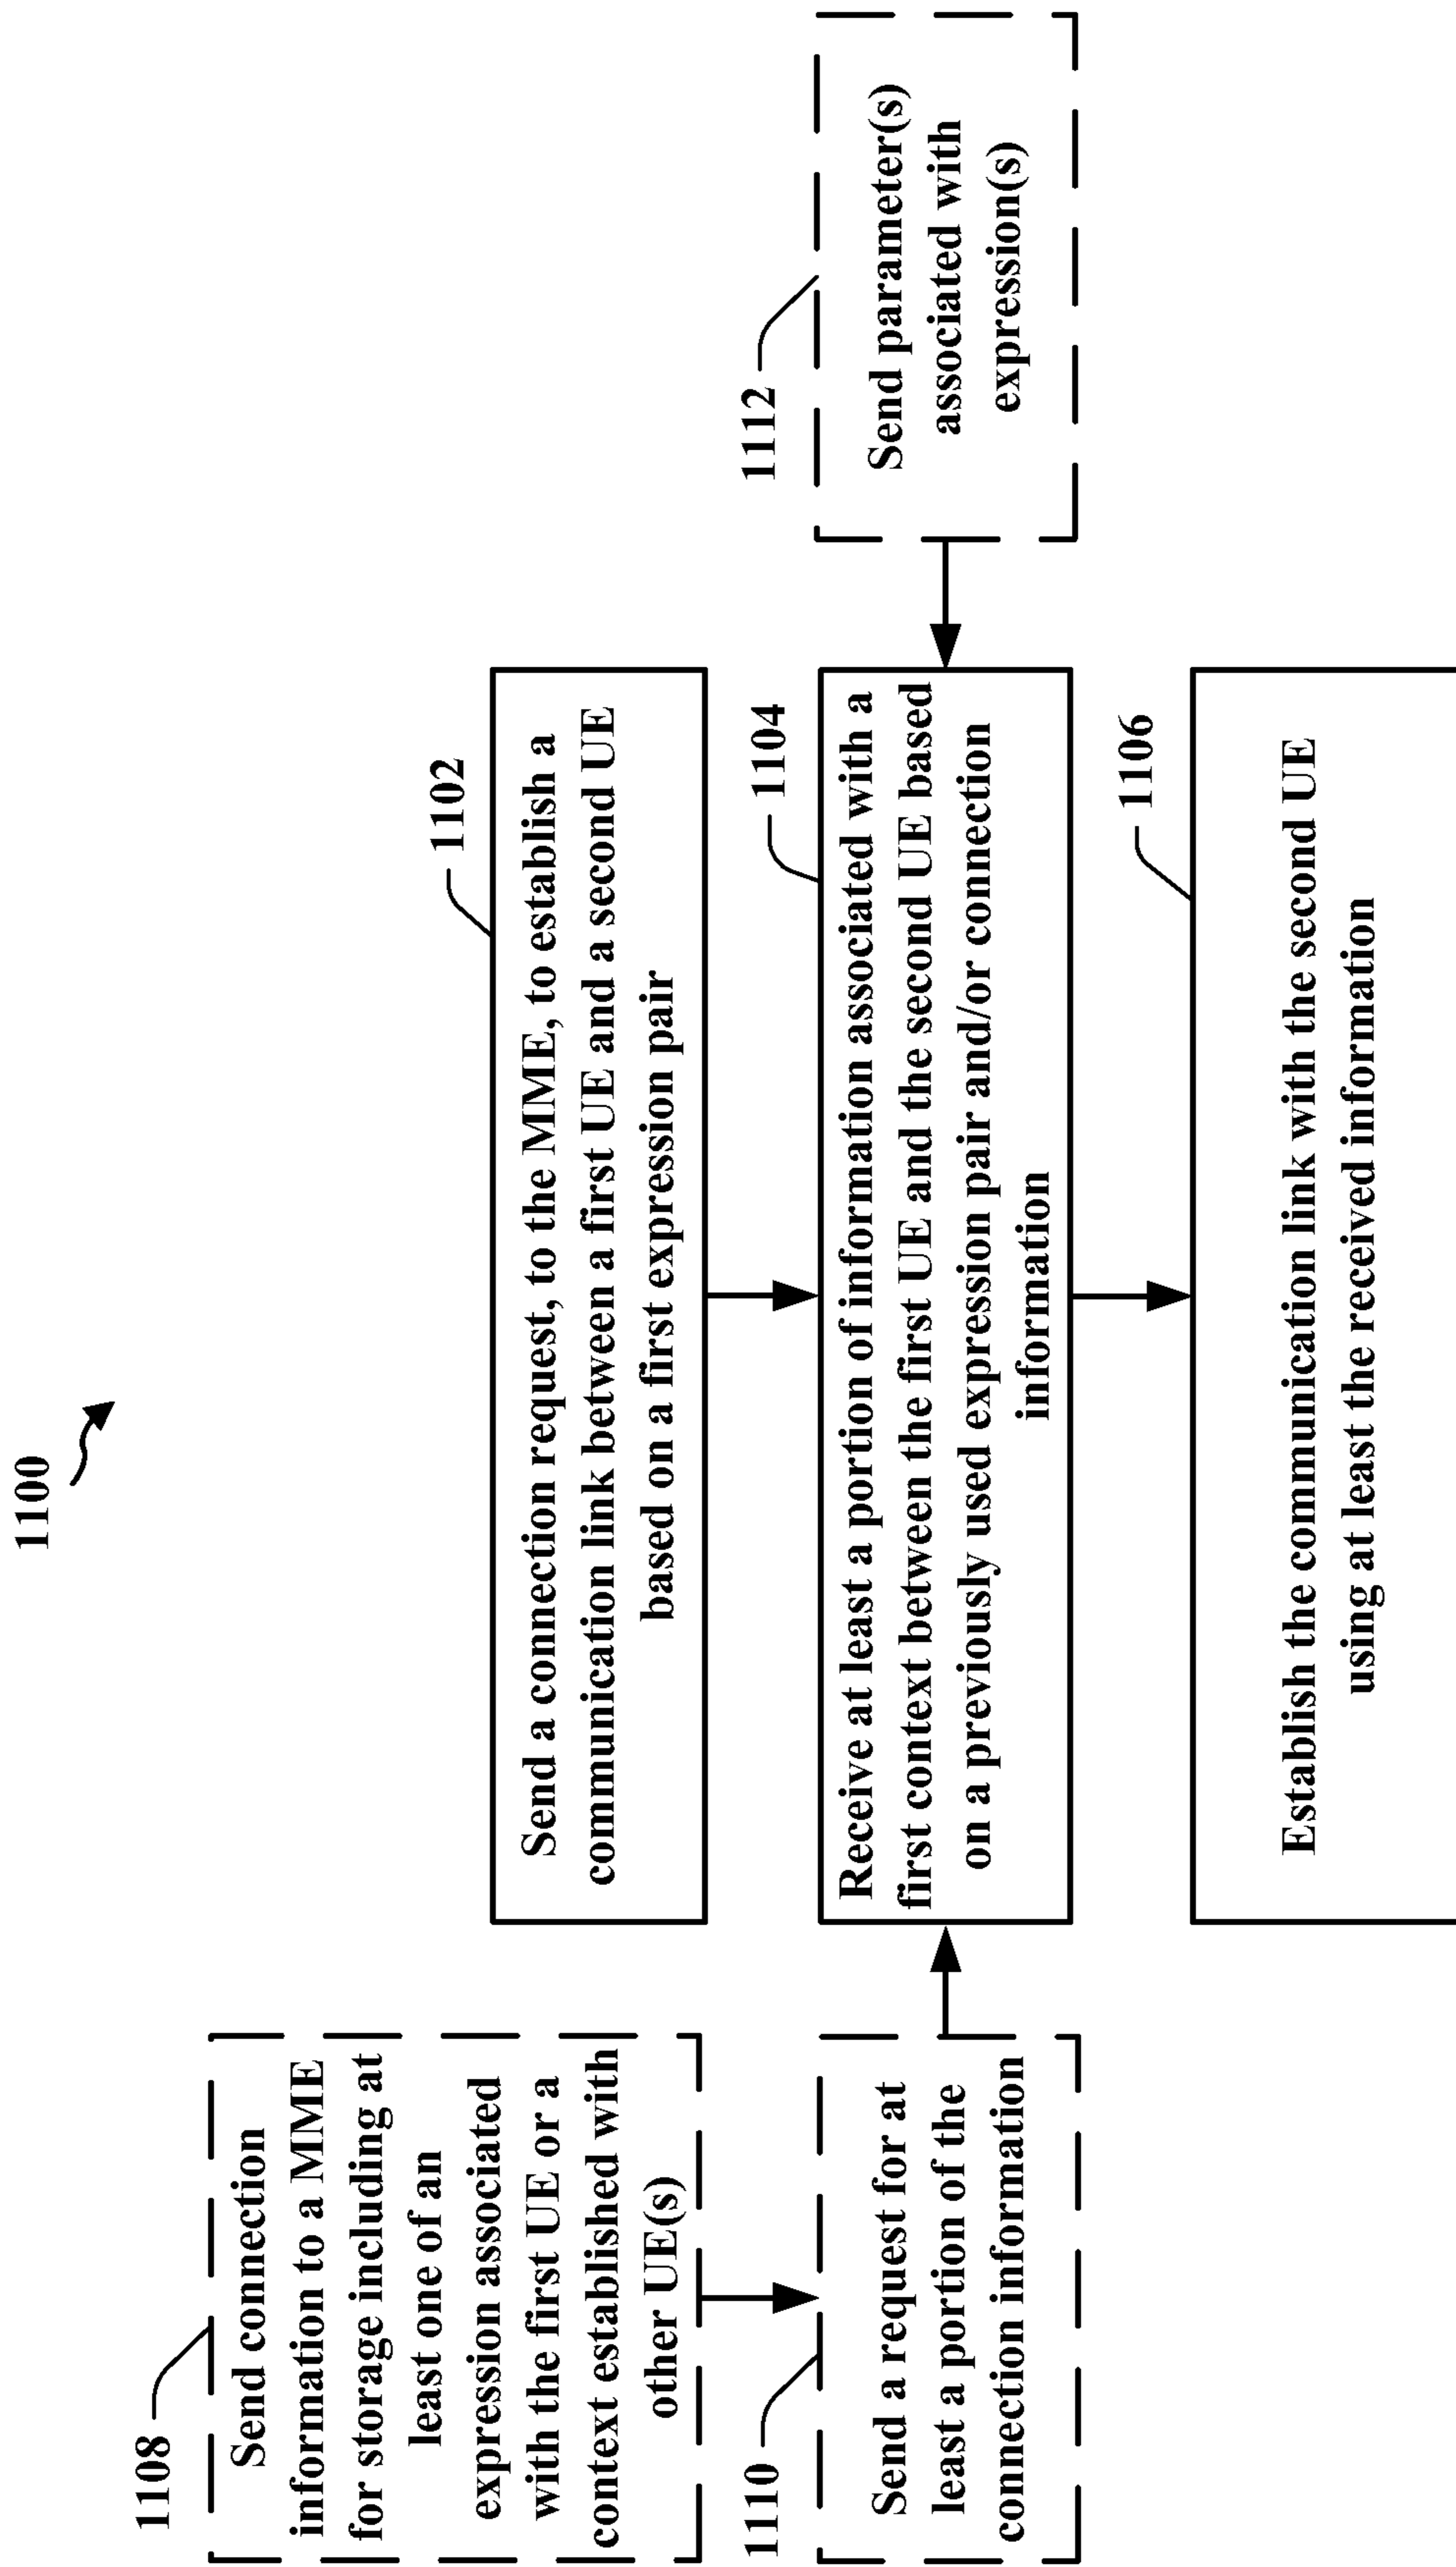 1100
1108
Send connection
information to a MME
for storage including at
least one of an
expression associated
with the first UE or a
context established with
other UE(s)
1102
Send a connection request, to the MME, to establish a
communication link between a first UE and a second UE
based on a first expression pair
1110
Send a request for at
least a portion of the
connection information
1104
Receive at least a portion of information associated with a
first context between the first UE and the second UE based
on a previously used expression pair and/or connection
information
1112
Send parameter(s)
associated with
expression(s)
1106
Establish the communication link with the second UE
using at least the received information